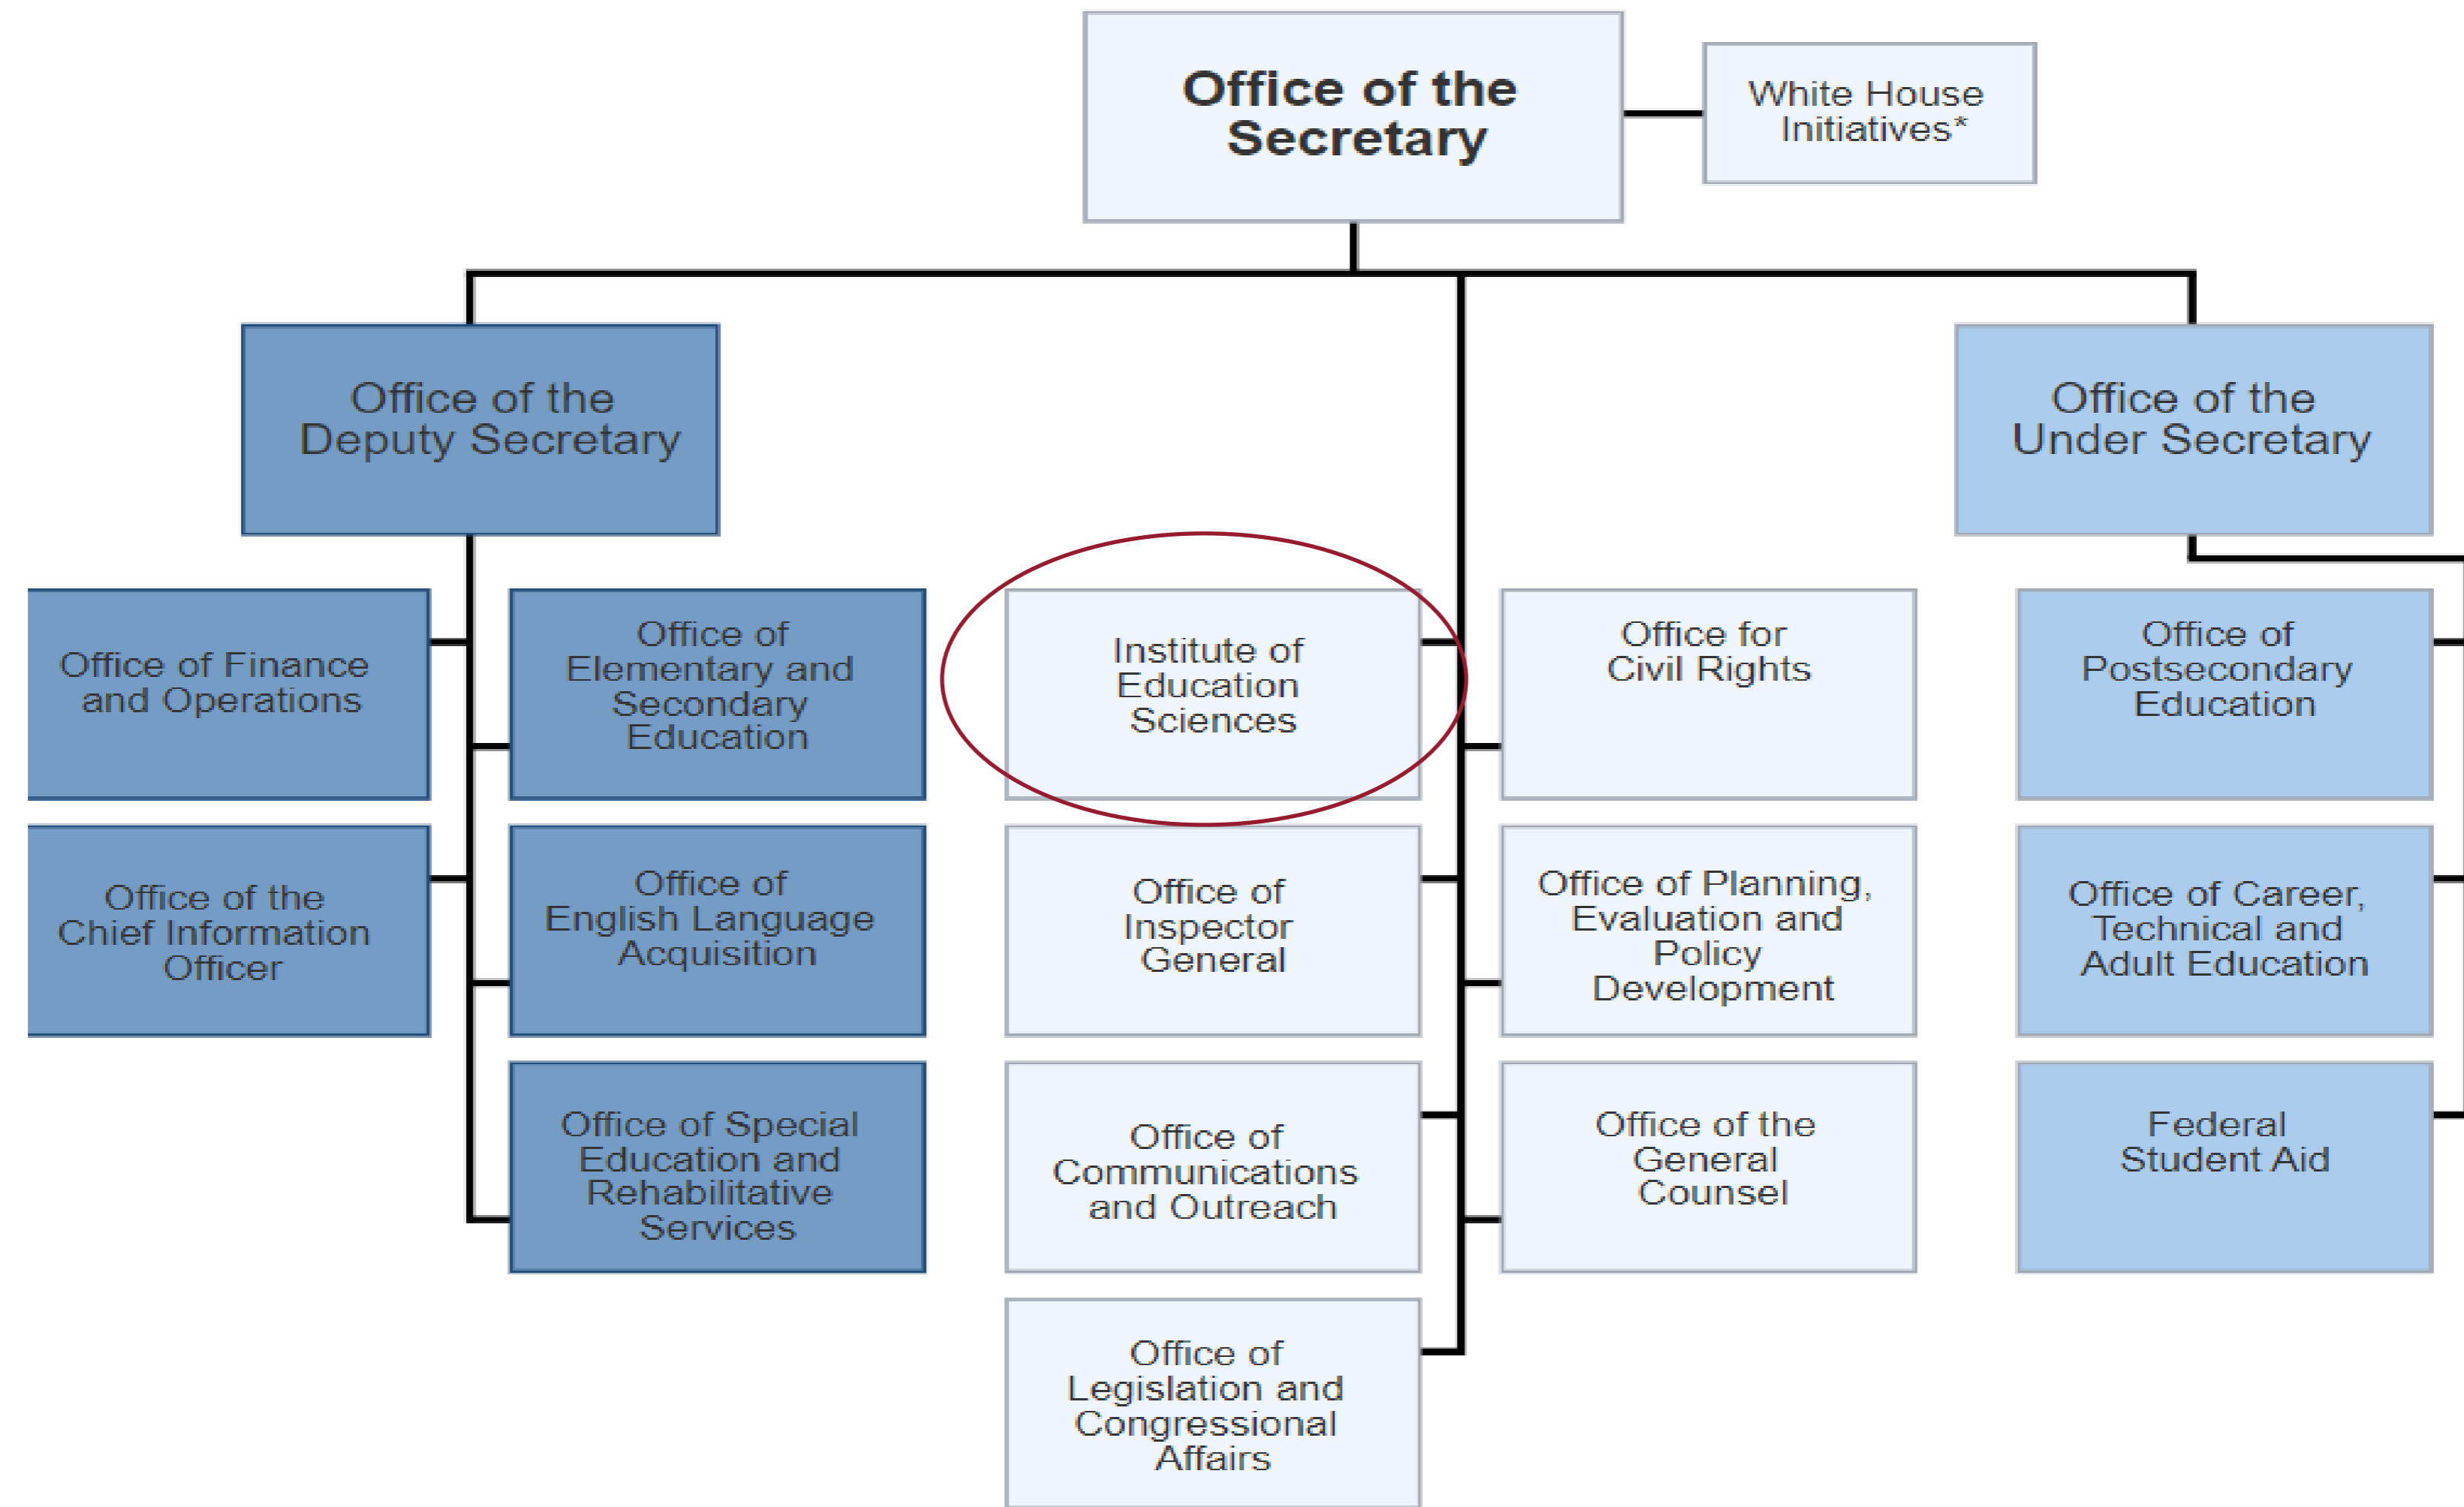 Office of the
Secretary
White House
Initiatives*
Office of the
Deputy Secretary
Office of the
Under Secretary
Office of Finance
and Operations
Office of
Elementary and
Secondary
Education
Institute of
Education
Sciences
Office for
Civil Rights
Office of
Postsecondary
Education
Office of the
Chief Information
Officer
Office of
English Language
Acquisition
Office of
Inspector
General
Office of Planning,
Evaluation and
Policy
Development
Office of Career,
Technical and
Adult Education
Office of Special
Education and
Rehabilitative
Services
Office of
Communications
and Outreach
Office of the
General
Counsel
Federal
Student Aid
Office of
Legislation and
Congressional
Affairs